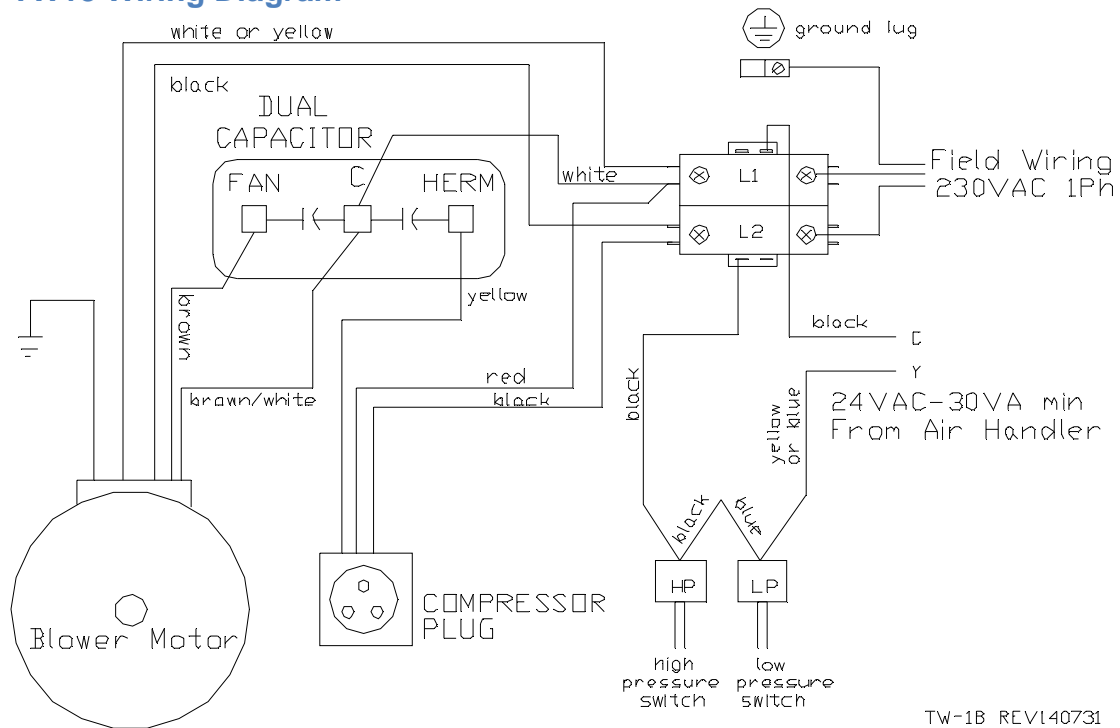 white or yellow
ground lug
black
DUAL
CAPACITOR
FAN
C
HERM
white
L1
L2
Field Wiring
230VAC 1Ph
brown
yellow
black
C
Y
red
black
brown/white
black
yellow
or blue
24VAC-30VA min
From Air Handler
black
blue
HP
LP
COMPRESSOR
PLUG
Blower Motor
high
pressure
switch
low
pressure
switch
TW-1B REV140731